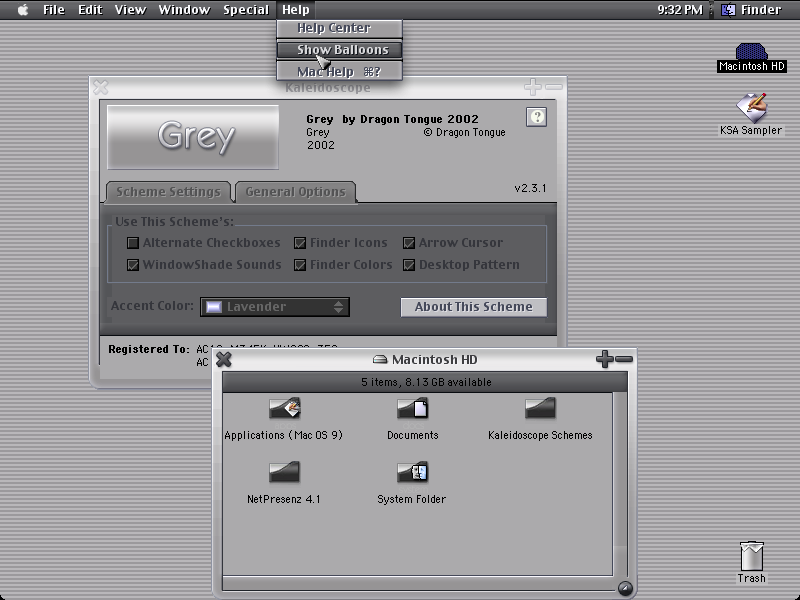 File Edit View Window Special Help 9:32 PM Finder
Help Center
Show Balloons
Mac Help ⌘?
Macintosh HD
KSA Sampler
Kaleidoscope
Grey
Grey by Dragon Tongue 2002
Grey © Dragon Tongue
2002
Scheme Settings General Options
v2.3.1
Use This Scheme's:
Alternate Checkboxes Finder Icons Arrow Cursor
WindowShade Sounds Finder Colors Desktop Pattern
Accent Color: Lavender About This Scheme
Registered To:
Macintosh HD
5 items, 8.13 GB available
Applications (Mac OS 9) Documents Kaleidoscope Schemes
NetPresenz 4.1 System Folder
Trash